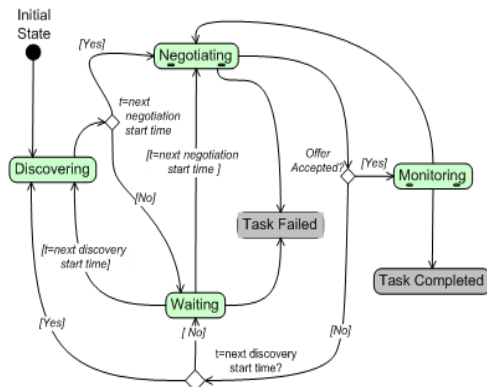 Initial
State
[Yes]
Negotiating
t=next
negotiation
start time
Offer
Accepted?
[Yes]
[t=next negotiation
start time ]
Discovering
Monitoring
[No]
Task Failed
[t=next discovery
start time]
Task Completed
Waiting
[Yes]
[ No]
[No]
t=next discovery
start time?